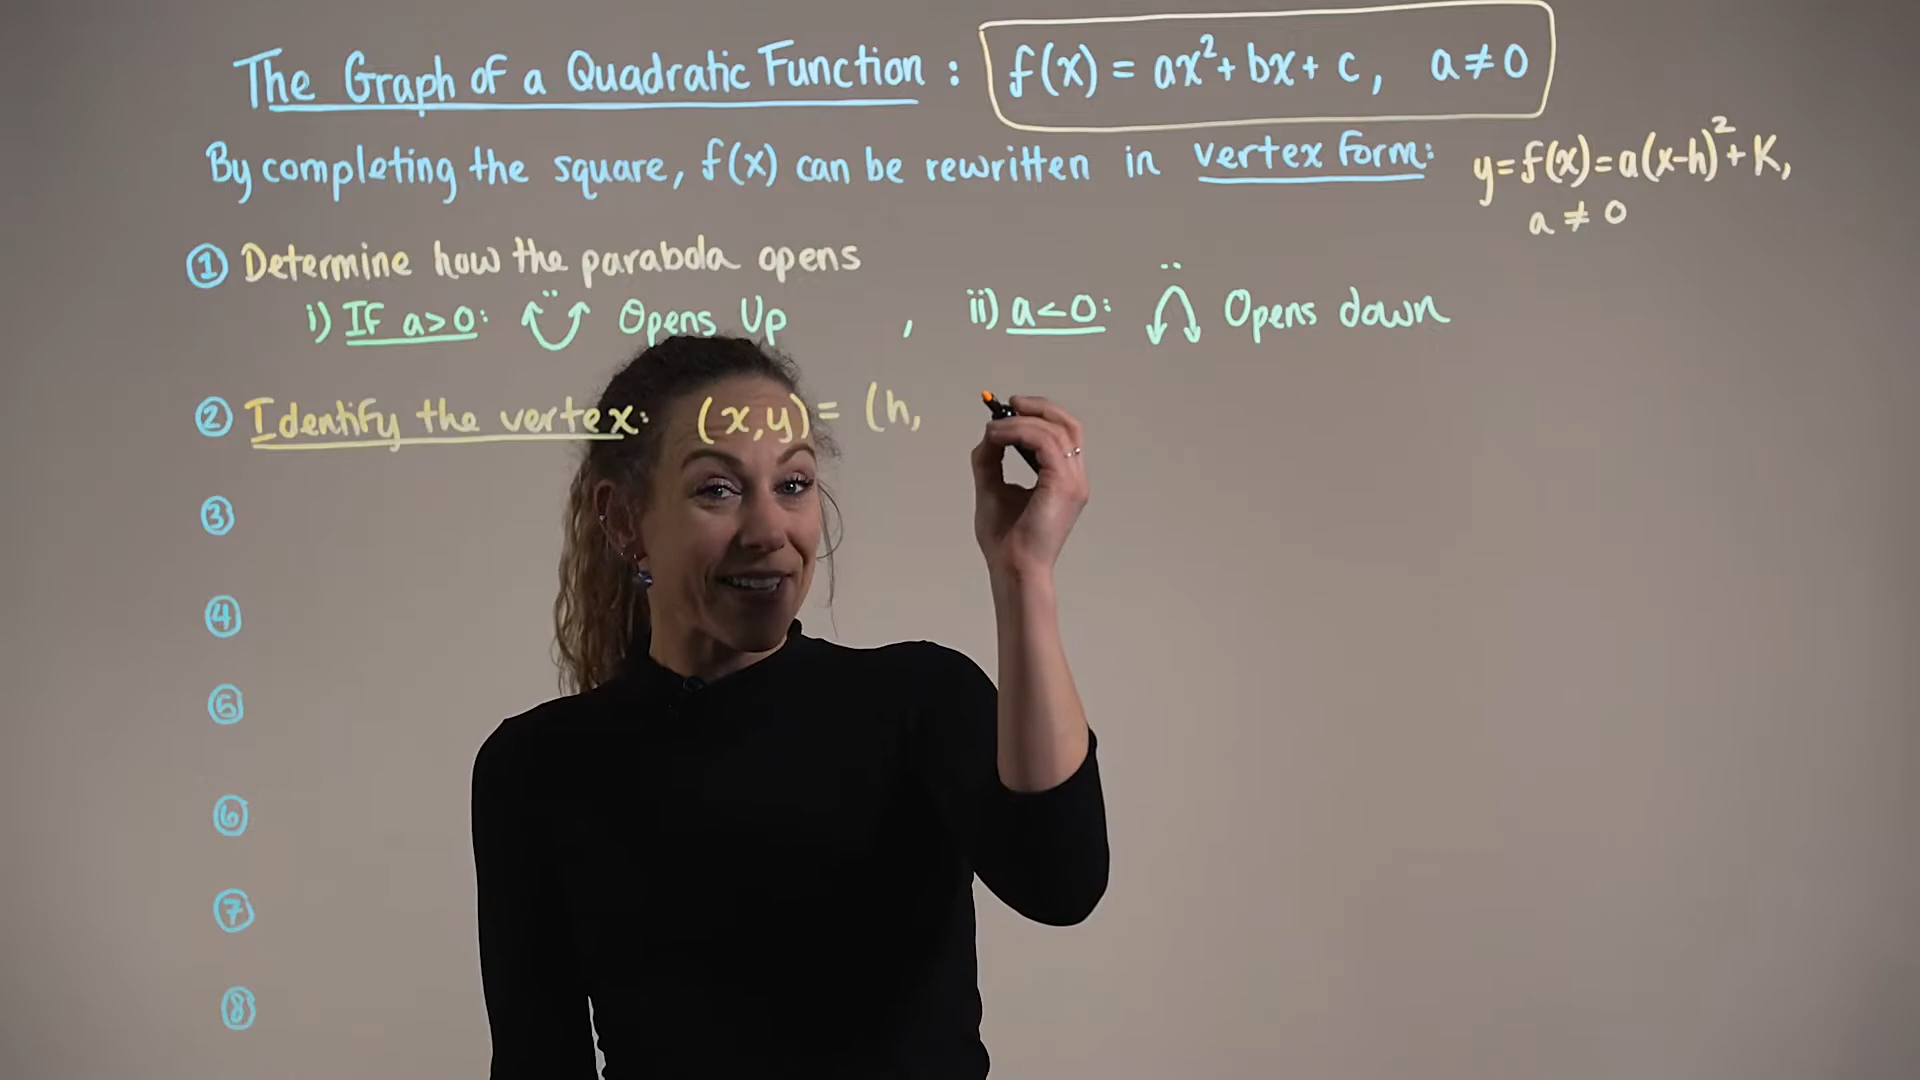 The Graph of a Quadratic Function : f(x) = ax²+ bx + c, a ≠ 0
By completing the square, f(x) can be rewritten in vertex form: y = f(x) = a(x-h)² + K,
a ≠ 0
① Determine how the parabola opens
i) If a > 0: Opens Up , ii) a < 0: Opens down
② Identify the vertex: (x,y) = (h,
③
④
⑤
⑥
⑦
⑧